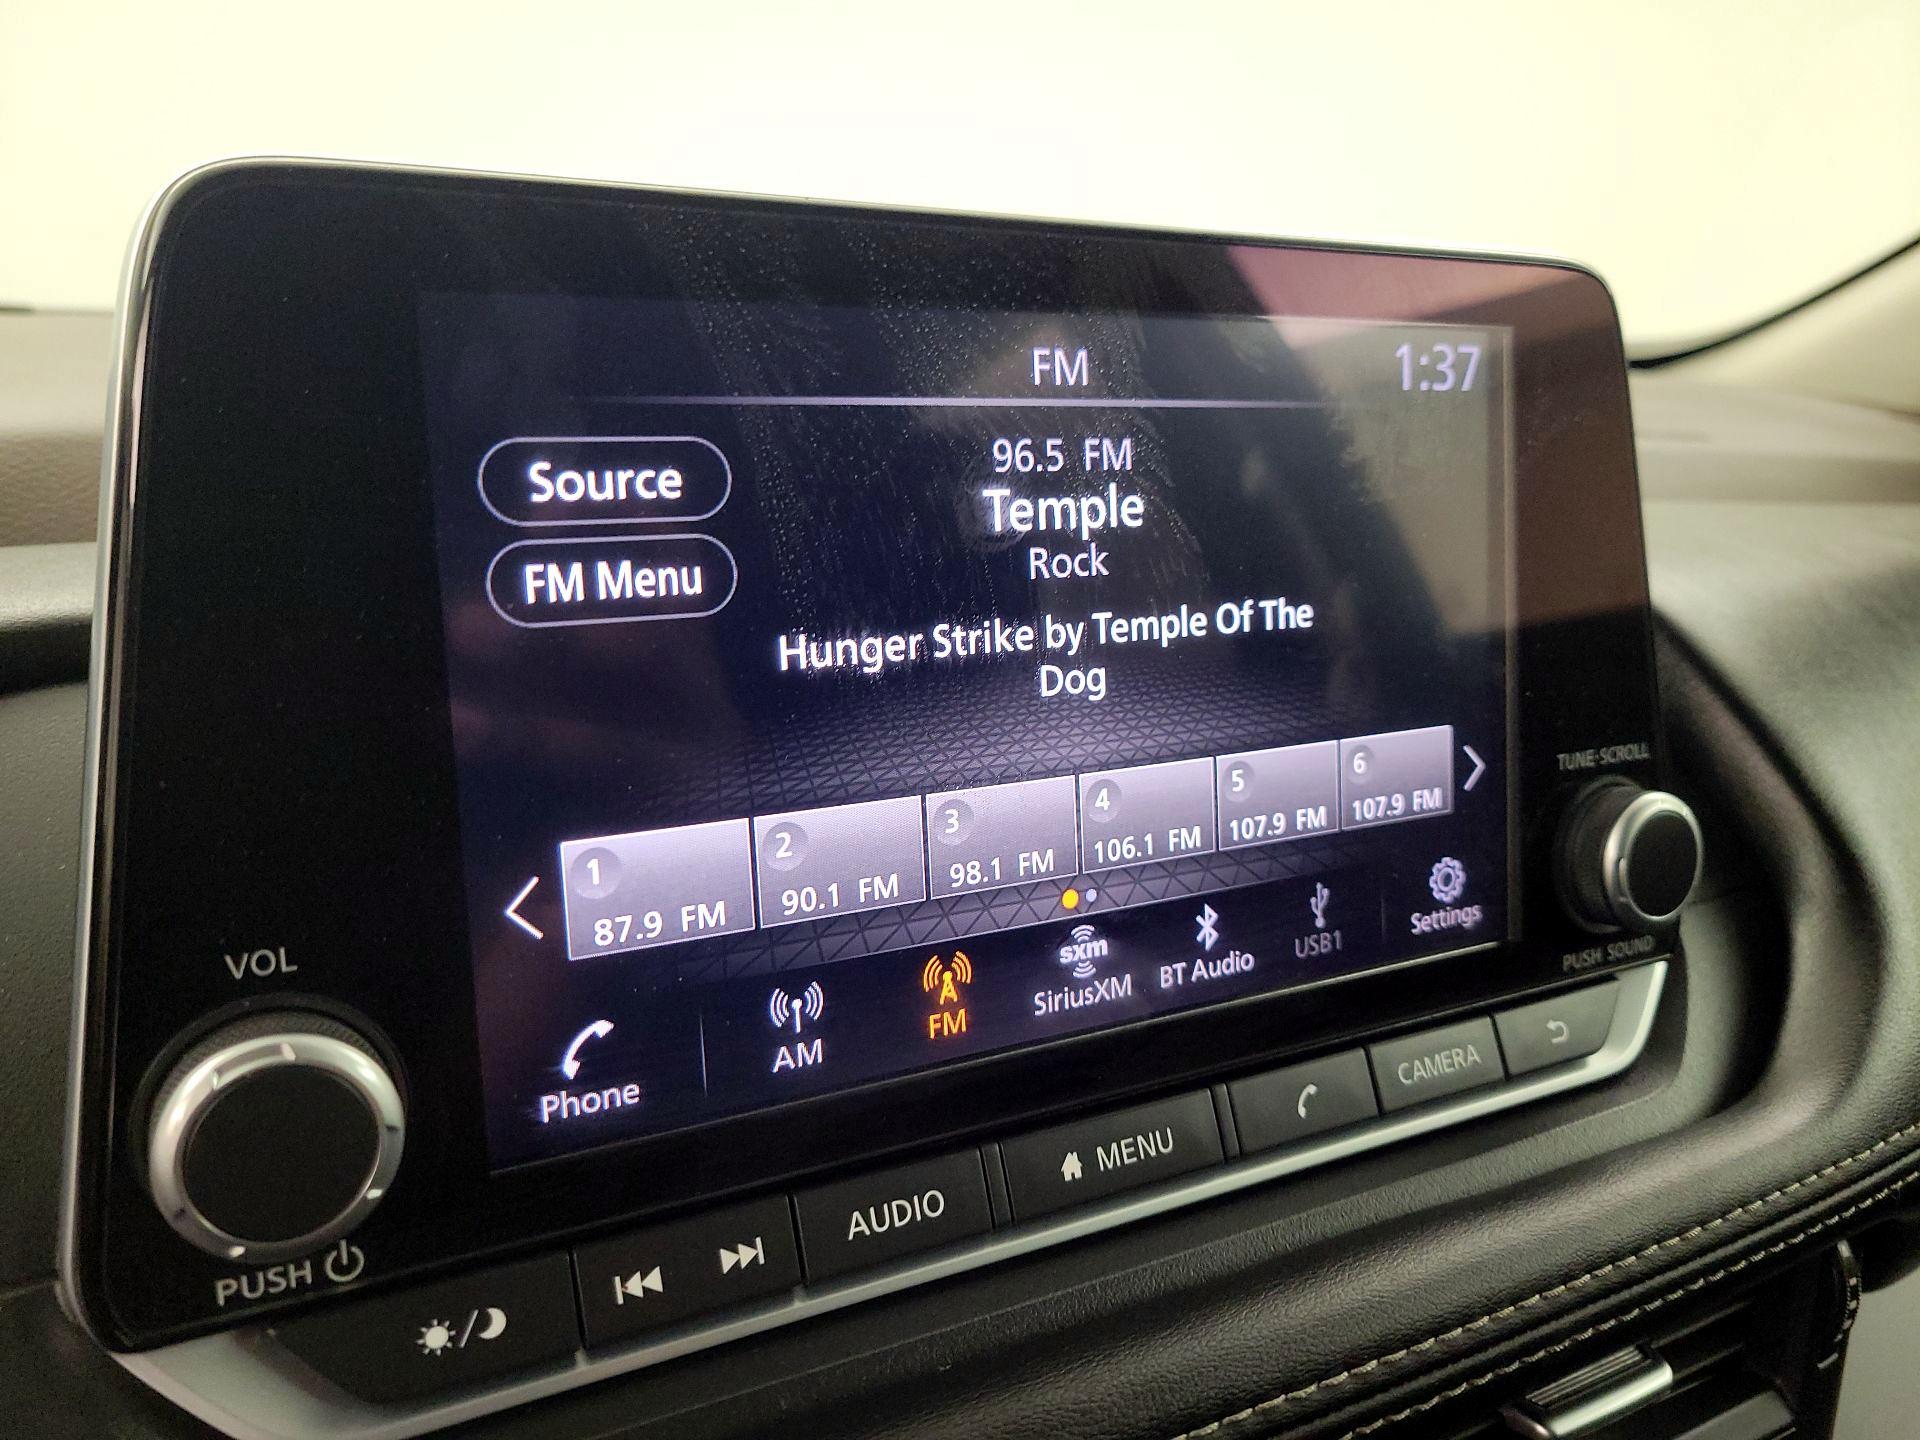 FM
1:37
Source
FM Menu
96.5 FM
Temple
Rock
Hunger Strike by Temple Of The
Dog
1
87.9 FM
2
90.1 FM
3
98.1 FM
4
106.1 FM
5
107.9 FM
6
107.9 FM
Phone
AM
FM
sxm
SiriusXM
BT Audio
USB1
Settings
VOL
PUSH
TUNE·SCROLL
PUSH SOUND
AUDIO
MENU
CAMERA